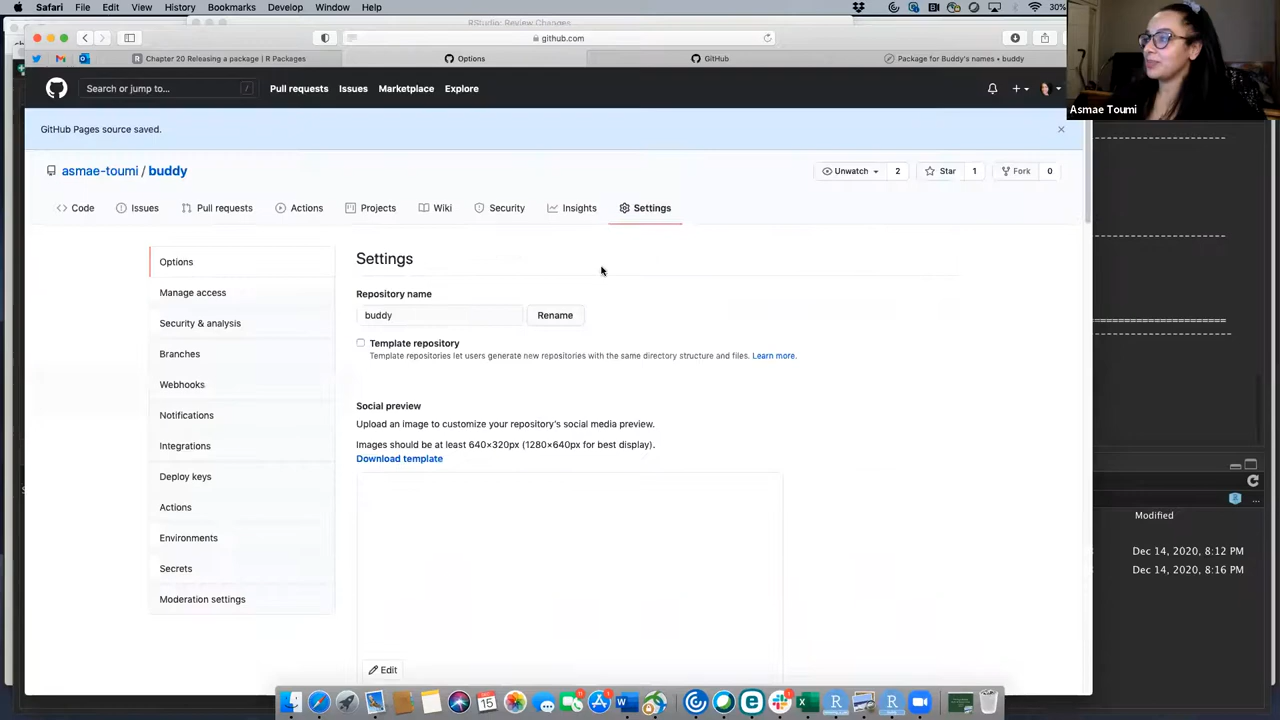 Safari File Edit View History Bookmarks Develop Window Help 30%
RStudio: Review Changes
github.com
Chapter 20 Releasing a package | R Packages
Options
GitHub
Package for Buddy's names • buddy
Search or jump to... /
Pull requests Issues Marketplace Explore
Asmae Toumi
GitHub Pages source saved.
asmae-toumi / buddy
Unwatch 2 Star 1 Fork 0
Code Issues Pull requests Actions Projects Wiki Security Insights Settings
Options
Manage access
Security & analysis
Branches
Webhooks
Notifications
Integrations
Deploy keys
Actions
Environments
Secrets
Moderation settings
Settings
Repository name
buddy Rename
Template repository
Template repositories let users generate new repositories with the same directory structure and files. Learn more.
Social preview
Upload an image to customize your repository's social media preview.
Images should be at least 640×320px (1280×640px for best display).
Download template
Edit
Modified
Dec 14, 2020, 8:12 PM
Dec 14, 2020, 8:16 PM